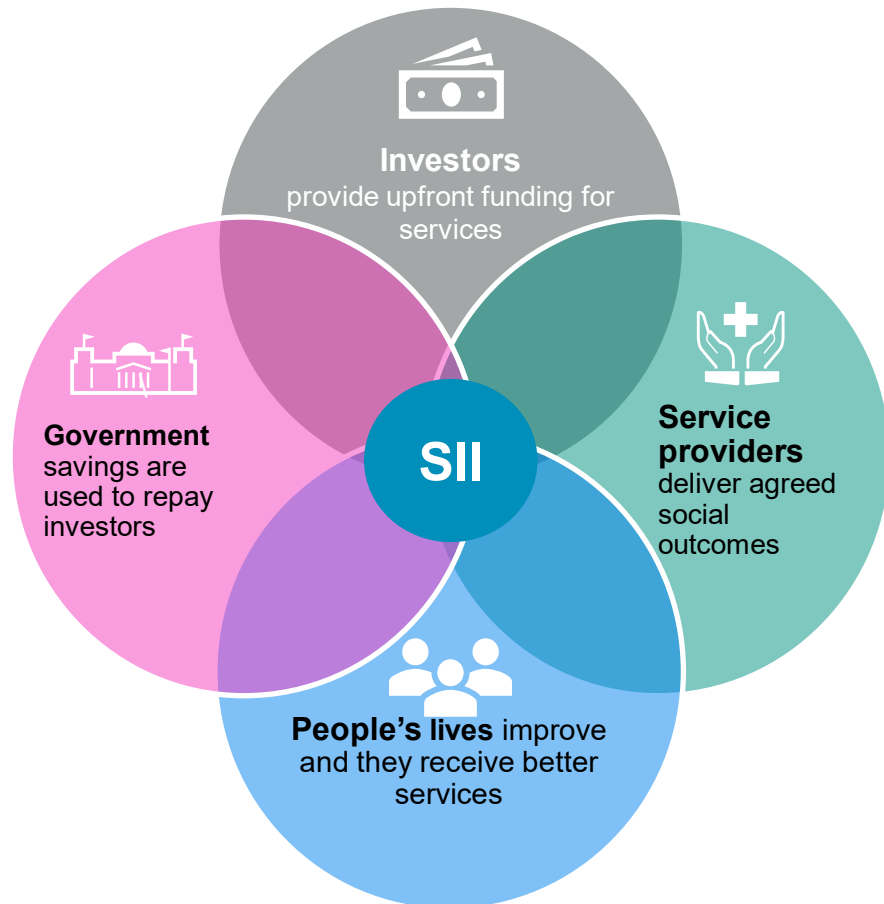 Investors
provide upfront funding for
services
Government
savings are
used to repay
investors
SII
Service
providers
deliver agreed
social
outcomes
People’s lives improve
and they receive better
services